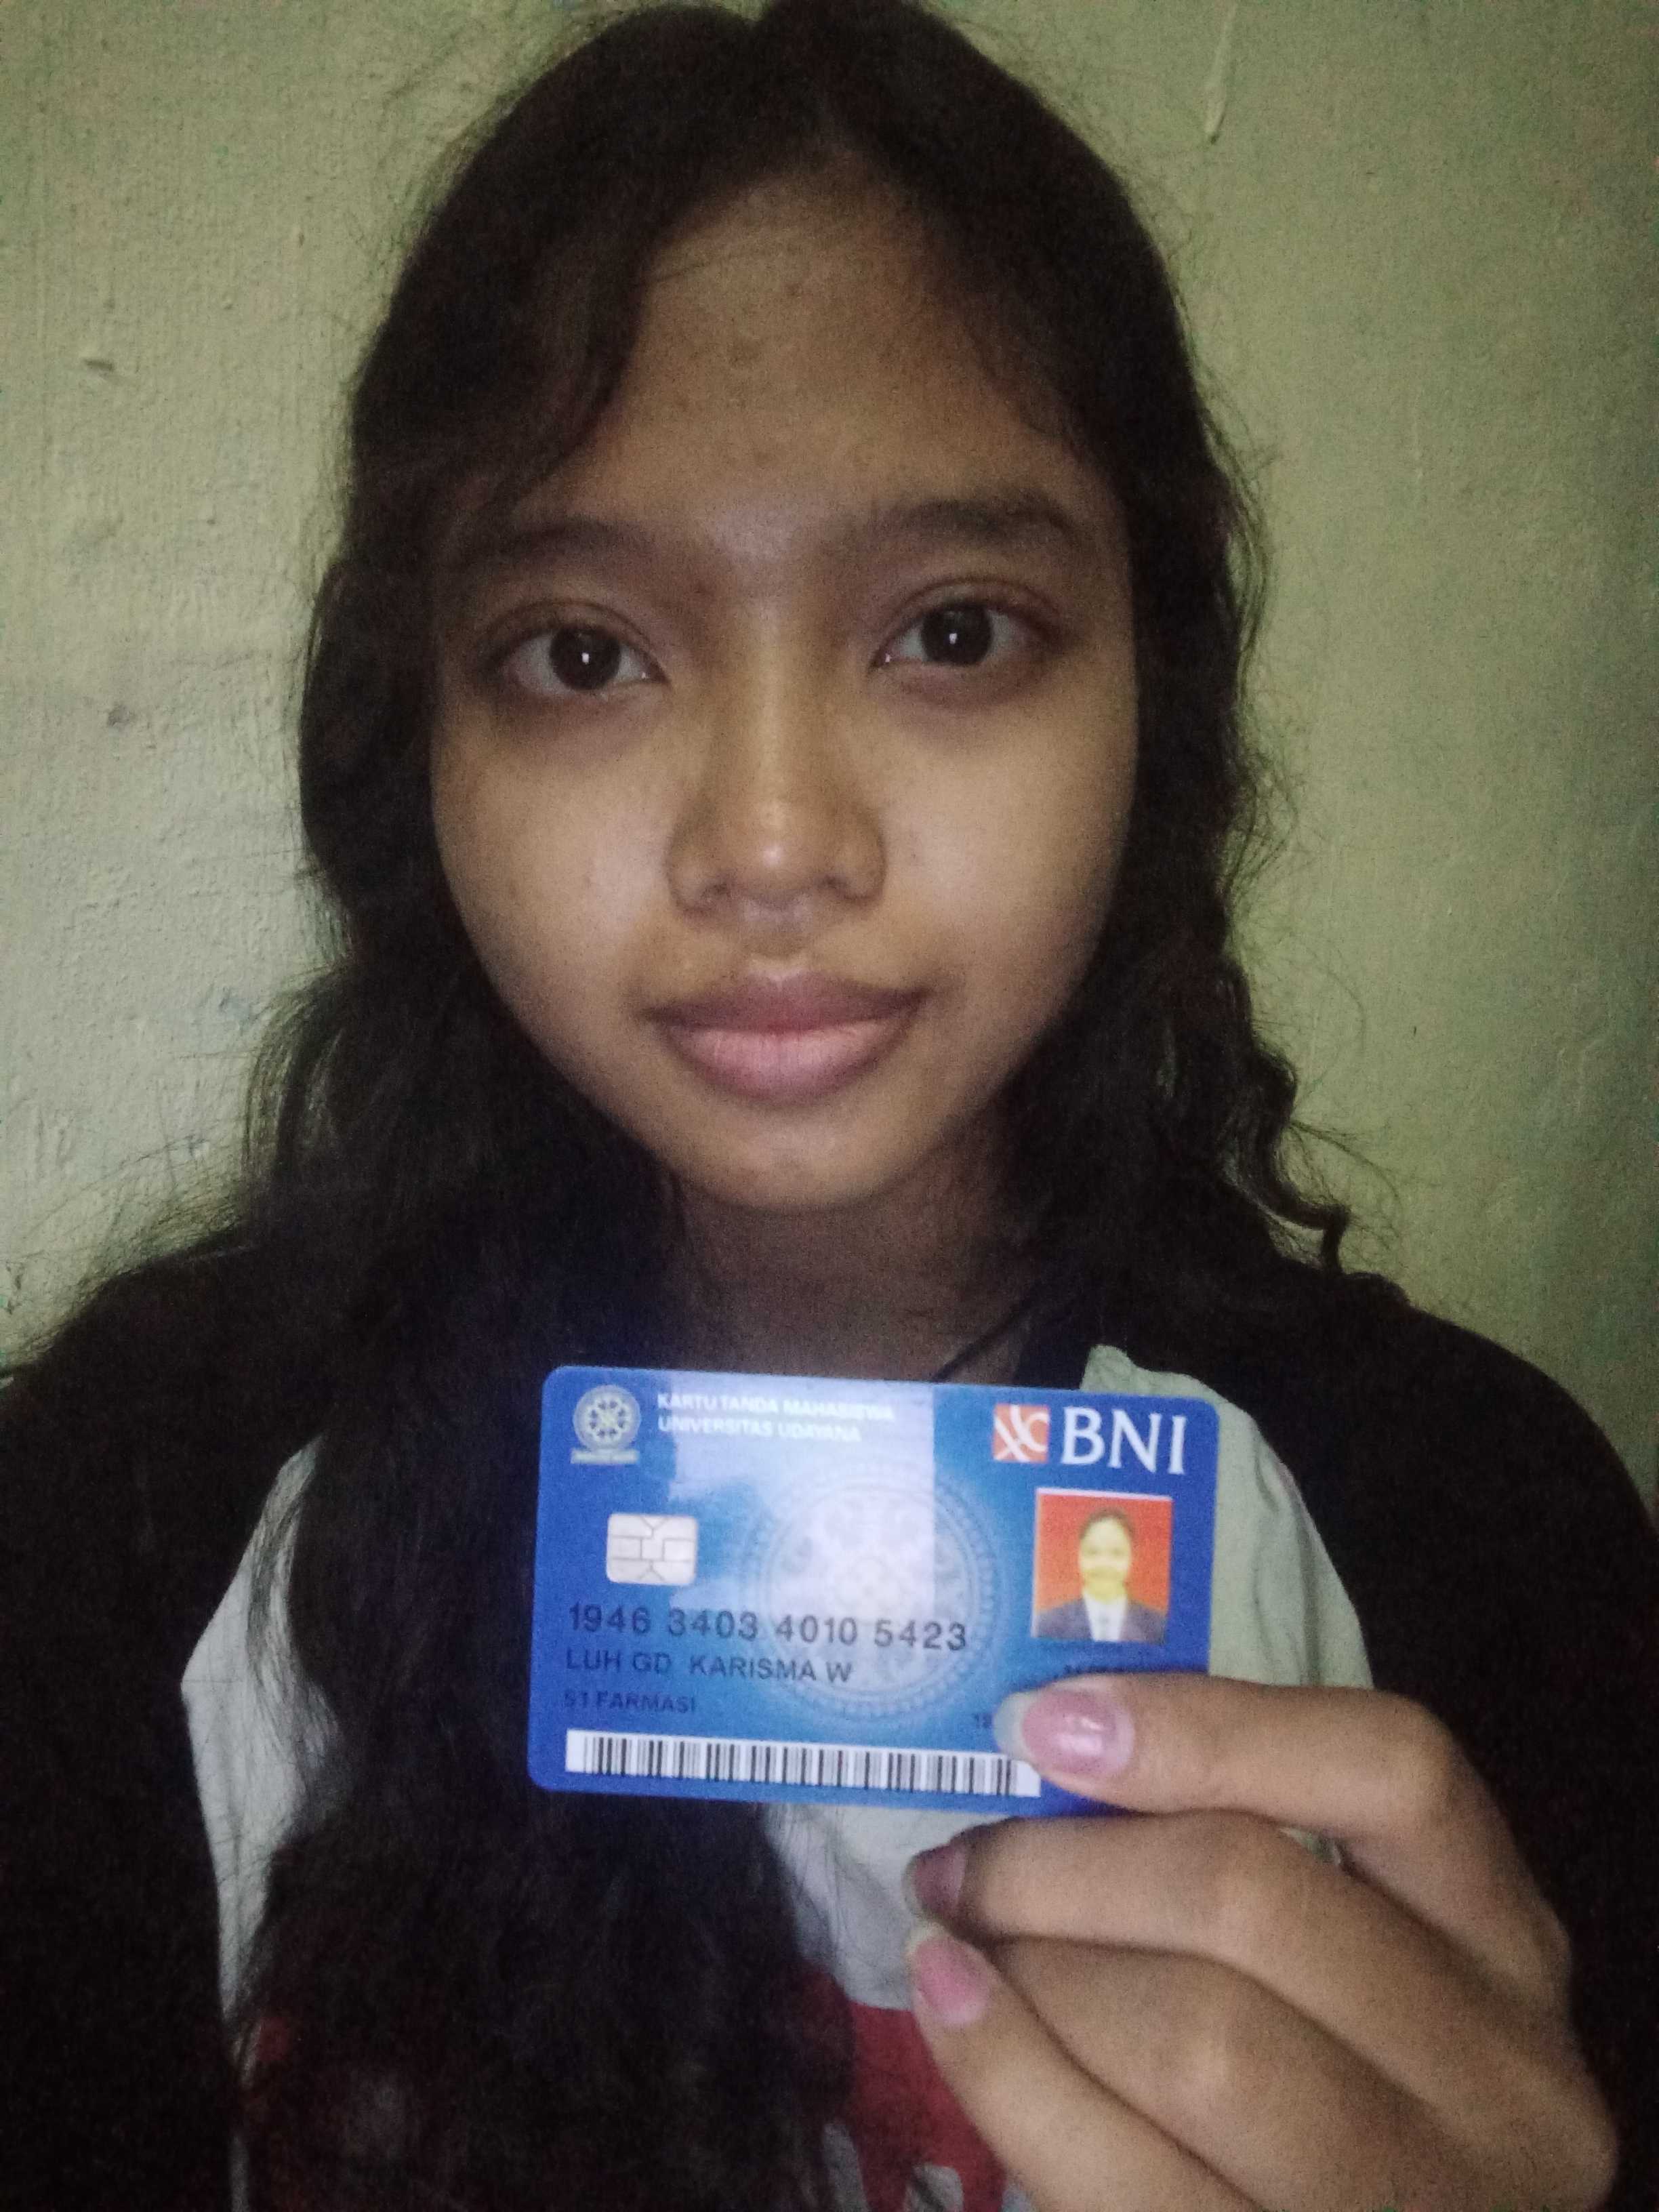 KARTU TANDA MAHASISWA
UNIVERSITAS UDAYANA
BNI
1946 3403 4010 5423
LUH GD KARISMA W
S1 FARMASI